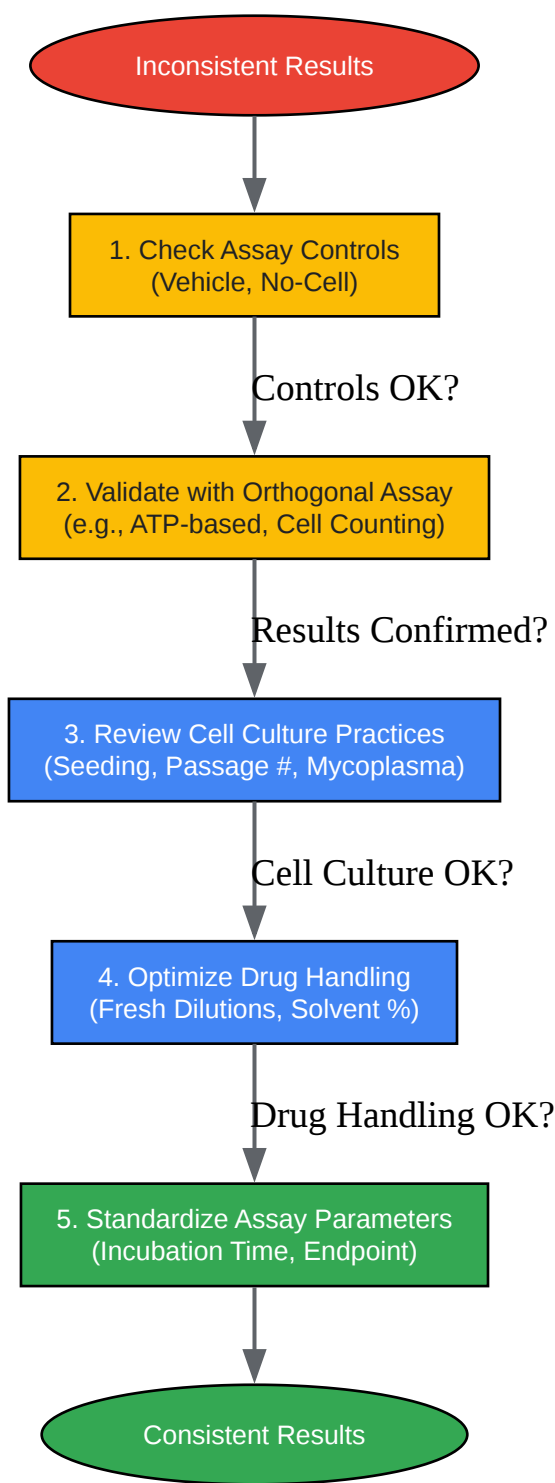 Inconsistent Results
1. Check Assay Controls
(Vehicle, No-Cell)
Controls OK?
2. Validate with Orthogonal Assay
(e.g., ATP-based, Cell Counting)
Results Confirmed?
3. Review Cell Culture Practices
(Seeding, Passage #, Mycoplasma)
Cell Culture OK?
4. Optimize Drug Handling
(Fresh Dilutions, Solvent %)
Drug Handling OK?
5. Standardize Assay Parameters
(Incubation Time, Endpoint)
Consistent Results